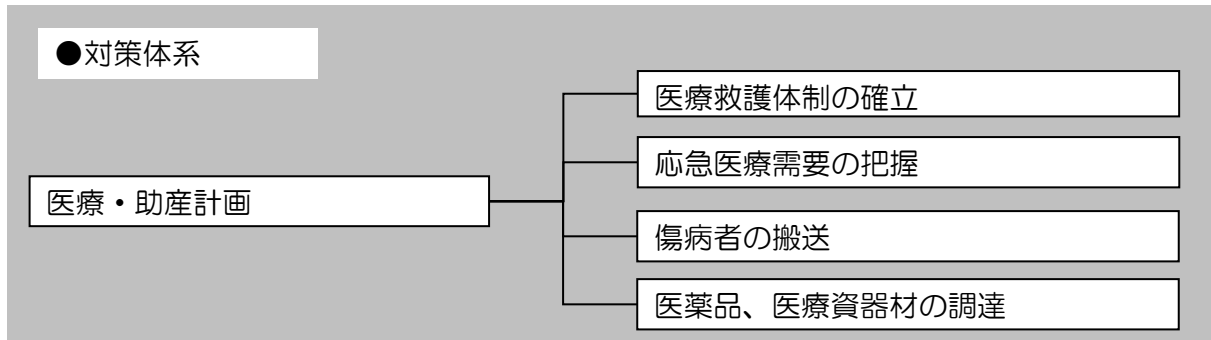 ●対策体系
医療救護体制の確立
応急医療需要の把握
医療・助産計画
傷病者の搬送
医薬品、医療資器材の調達